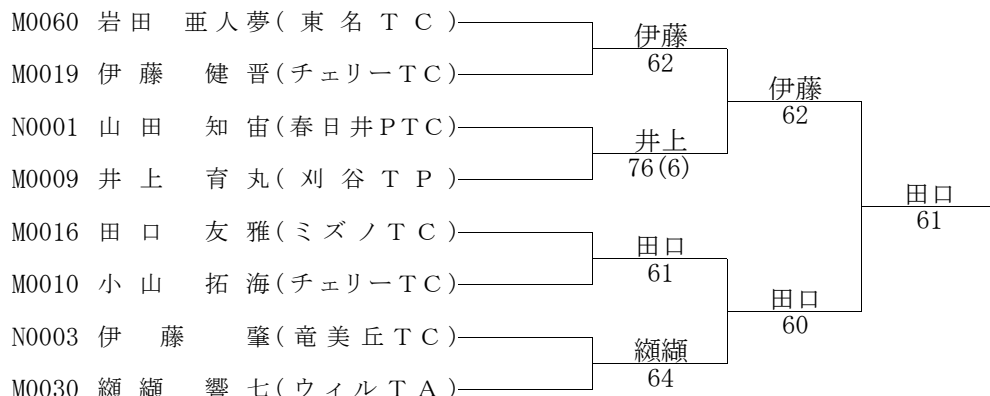 M0060 岩田 亜人夢(東名TC)
伊藤
62
M0019 伊藤 健晋(チェリーTC)
伊藤
62
N0001 山田 知宙(春日井PTC)
井上
76(6)
M0009 井上 育丸(刈谷TP)
田口
61
M0016 田口 友雅(ミズノTC)
田口
61
M0010 小山 拓海(チェリーTC)
田口
60
N0003 伊藤 肇(竜美丘TC)
纐纈
64
M0030 纐纈 響七(ウィルTA)